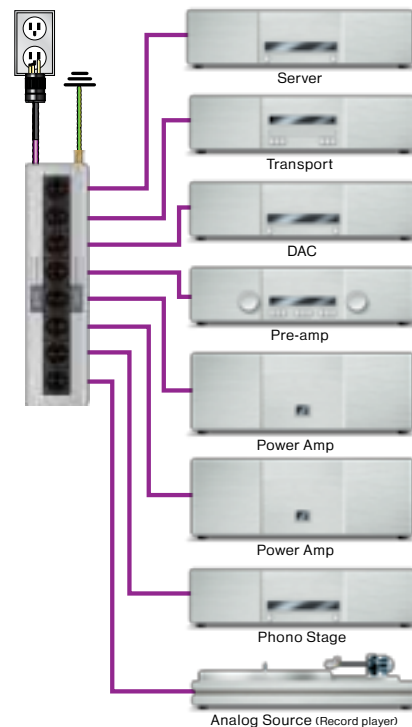 Server
Transport
DAC
Pre-amp
Power Amp
Power Amp
Phono Stage
Analog Source (Record player)